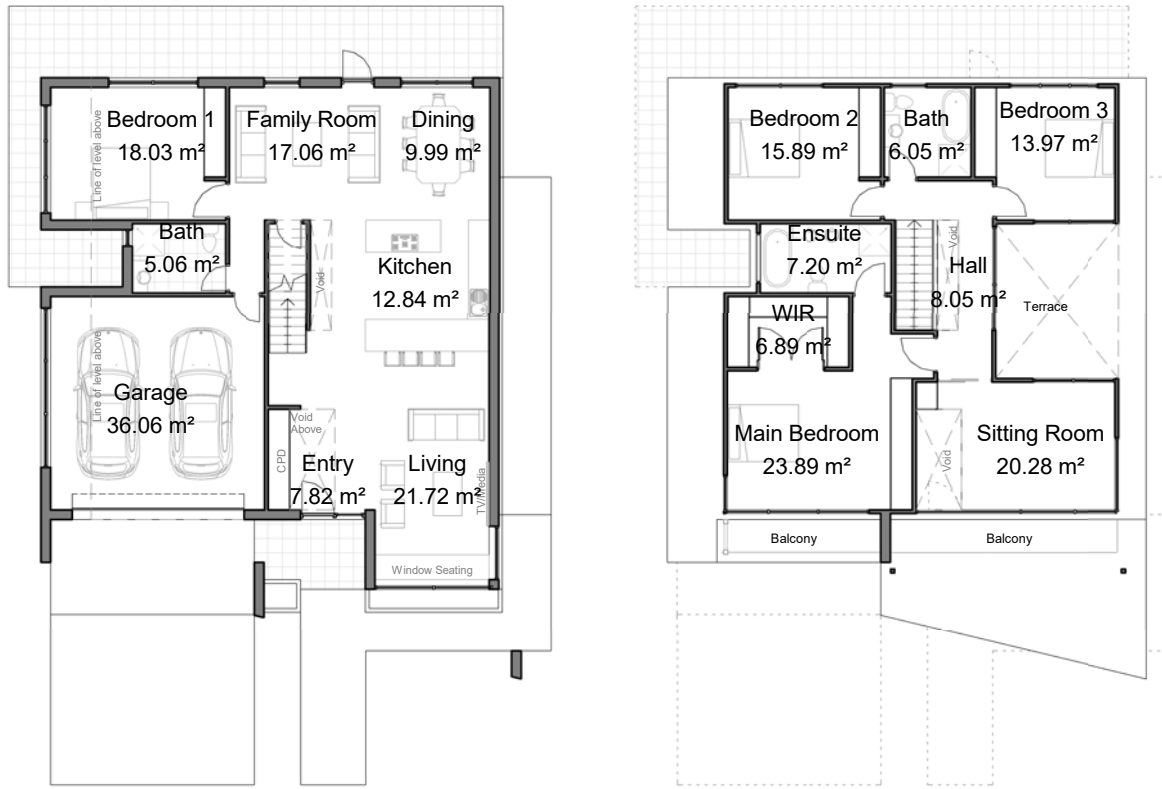 Bedroom 1
18.03 m²
Family Room
17.06 m²
Dining
9.99 m²
Line of level above
Bath
5.06 m²
Void
Kitchen
12.84 m²
Line of level above
Garage
36.06 m²
Void
Above
CPD
Entry
7.82 m²
Living
21.72 m²
TV/Media
Window Seating
Bedroom 2
15.89 m²
Bath
6.05 m²
Bedroom 3
13.97 m²
Ensuite
7.20 m²
Void
Hall
8.05 m²
Terrace
WIR
6.89 m²
Main Bedroom
23.89 m²
Void
Sitting Room
20.28 m²
Balcony
Balcony